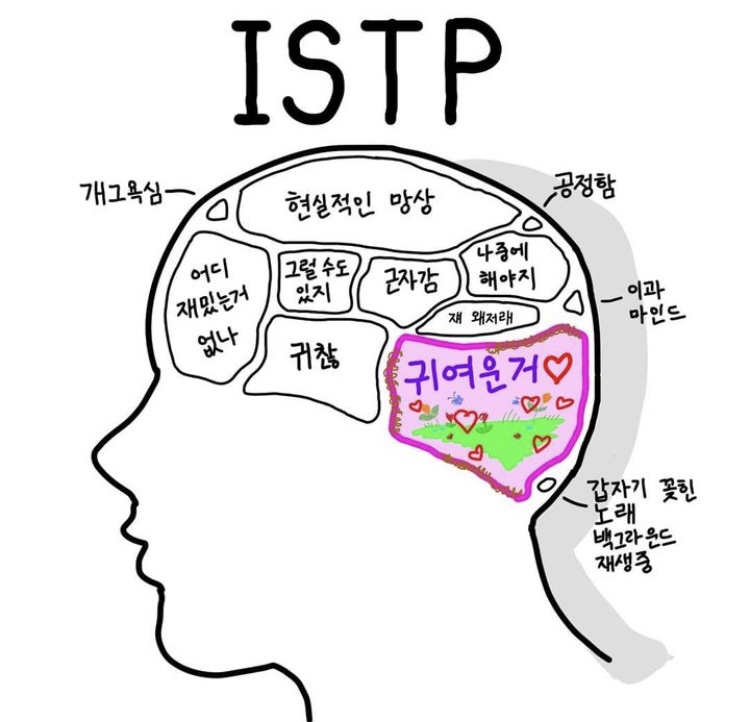 ISTP
개그욕심
현실적인 망상
공정함
어디
재밌는거
없나
그럴 수도
있지
근자감
나중에
해야지
쟤 왜저래
이과
마인드
귀찮
귀여운거♡
갑자기 꽂힌
노래
백그라운드
재생중